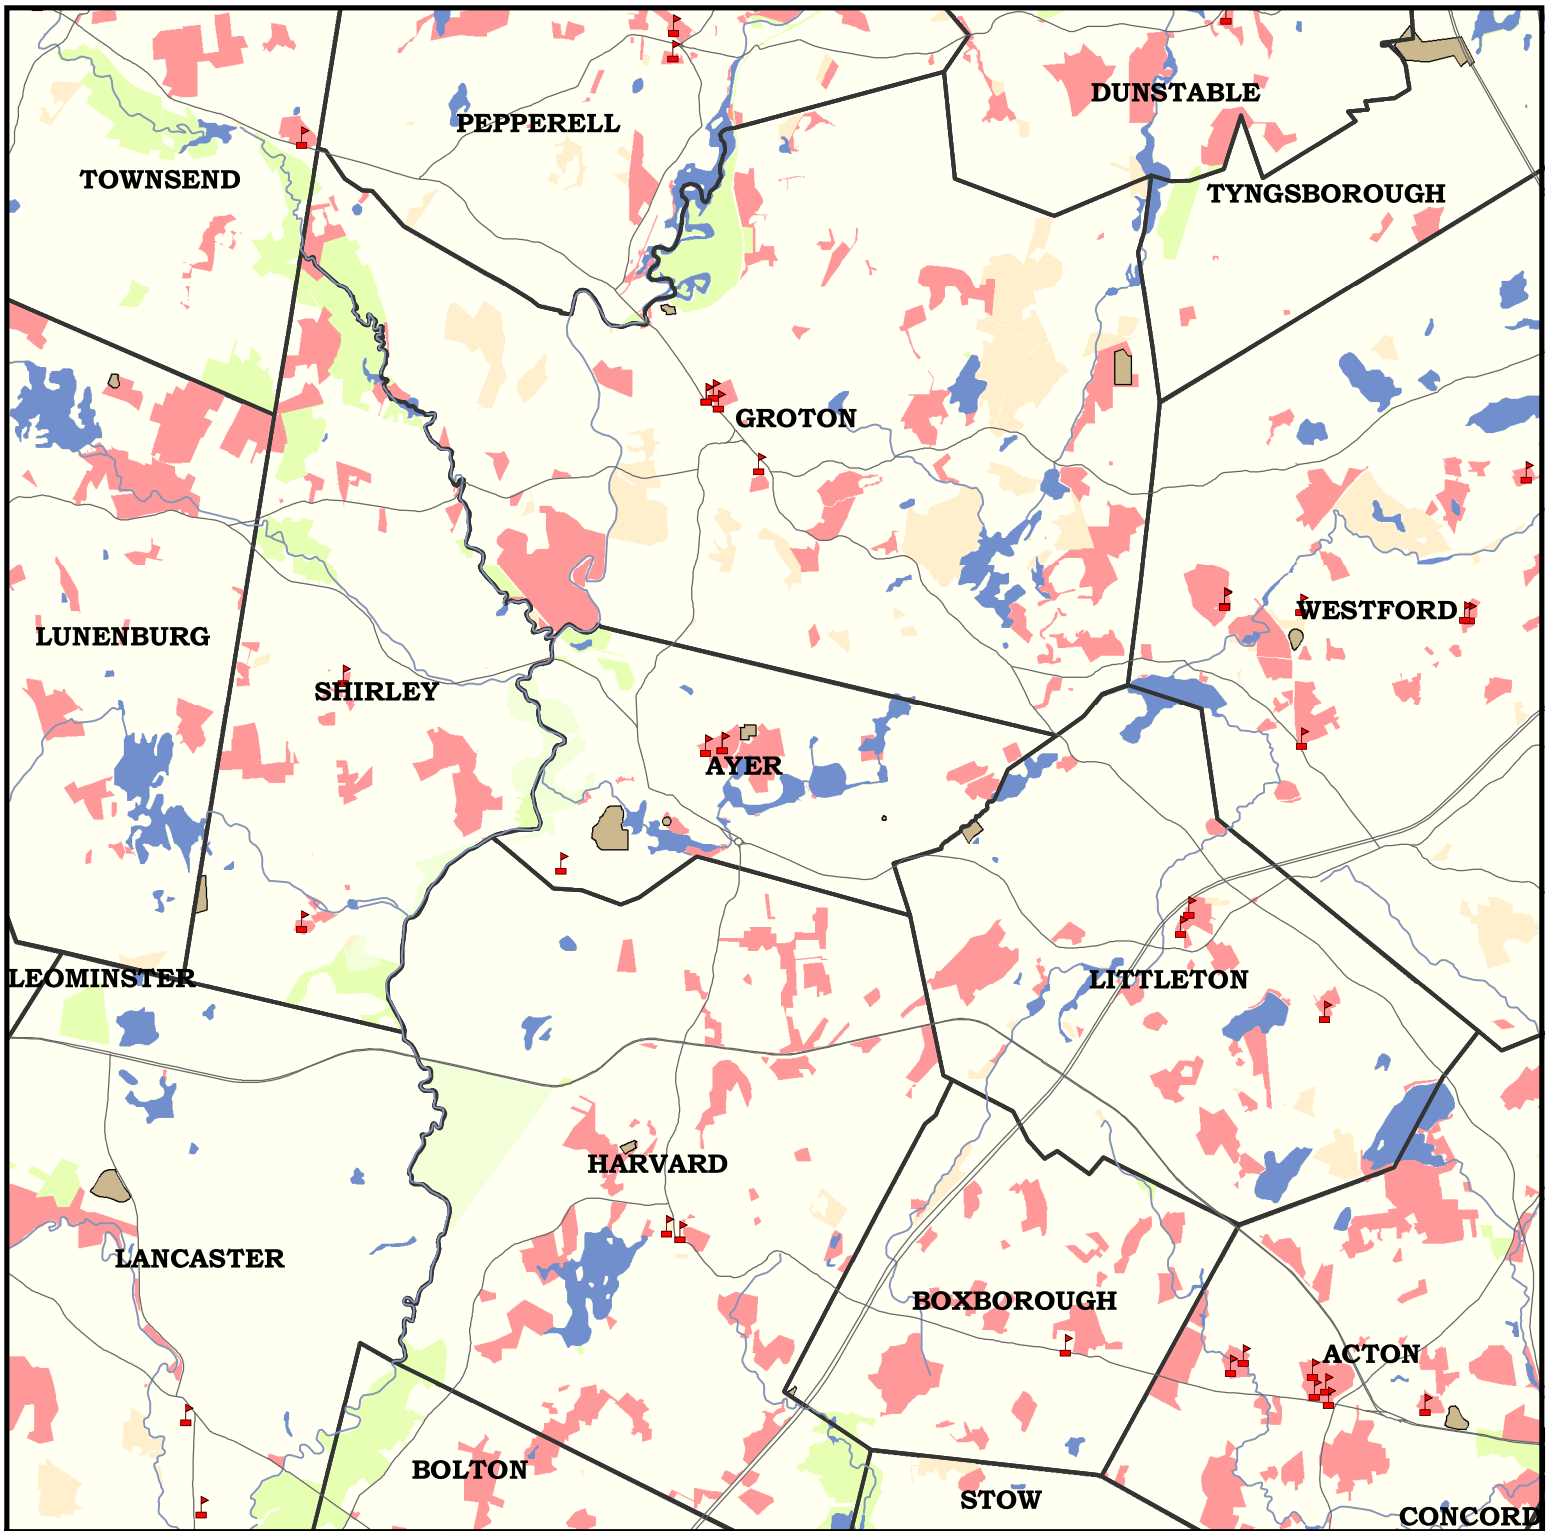 DUNSTABLE
PEPPERELL
TOWNSEND
TYNGSBOROUGH
GROTON
WESTFORD
LUNENBURG
SHIRLEY
AYER
LEOMINSTER
LITTLETON
HARVARD
LANCASTER
BOXBOROUGH
ACTON
BOLTON
STOW
CONCORD